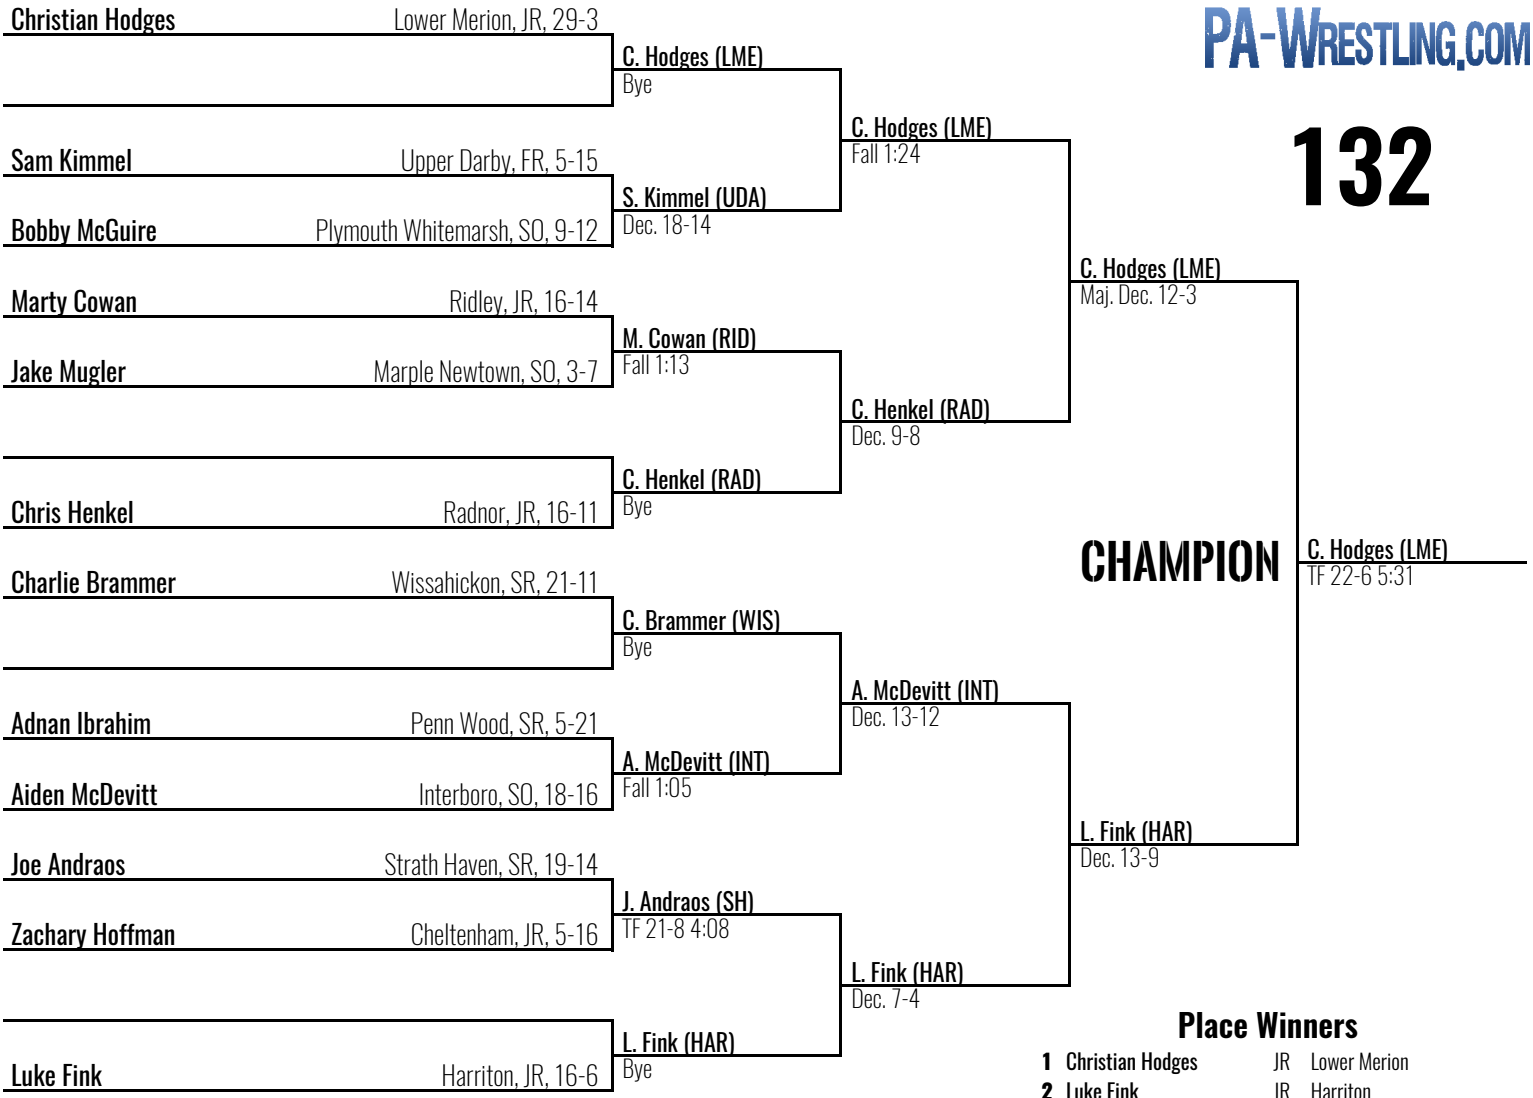 Christian Hodges Lower Merion, JR, 29-3
C. Hodges (LME)
Bye
Sam Kimmel Upper Darby, FR, 5-15
S. Kimmel (UDA)
Dec. 18-14
Bobby McGuire Plymouth Whitemarsh, SO, 9-12
C. Hodges (LME)
Fall 1:24
Marty Cowan Ridley, JR, 16-14
M. Cowan (RID)
Fall 1:13
Jake Mugler Marple Newtown, SO, 3-7
C. Henkel (RAD)
Dec. 9-8
C. Henkel (RAD)
Bye
Chris Henkel Radnor, JR, 16-11
C. Hodges (LME)
Maj. Dec. 12-3
Charlie Brammer Wissahickon, SR, 21-11
C. Brammer (WIS)
Bye
Adnan Ibrahim Penn Wood, SR, 5-21
A. McDevitt (INT)
Fall 1:05
Aiden McDevitt Interboro, SO, 18-16
A. McDevitt (INT)
Dec. 13-12
Joe Andraos Strath Haven, SR, 19-14
J. Andraos (SH)
TF 21-8 4:08
Zachary Hoffman Cheltenham, JR, 5-16
L. Fink (HAR)
Dec. 7-4
L. Fink (HAR)
Bye
Luke Fink Harriton, JR, 16-6
L. Fink (HAR)
Dec. 13-9
PA-WRESTLING.COM
132
CHAMPION
C. Hodges (LME)
TF 22-6 5:31
Place Winners
1 Christian Hodges JR Lower Merion
2 Luke Fink JR Harriton